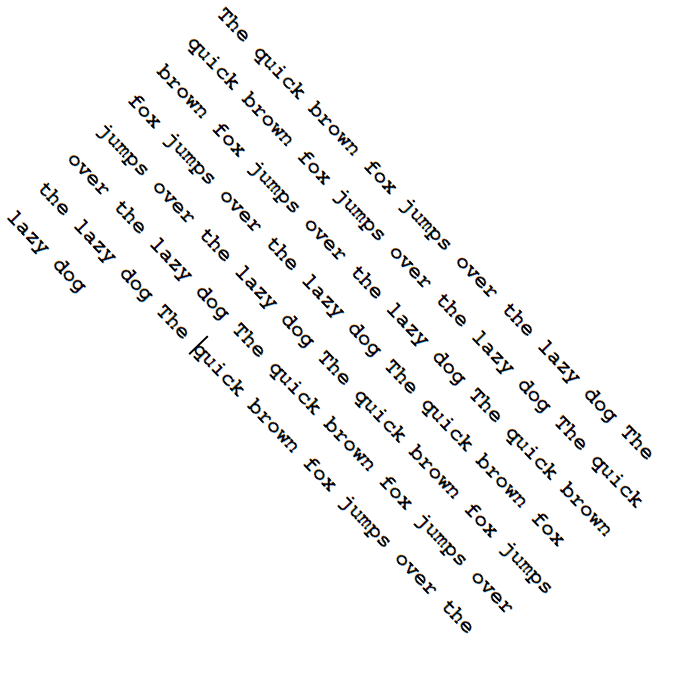 The quick brown fox jumps over the lazy dog The
quick brown fox jumps over the lazy dog The quick
brown fox jumps over the lazy dog The quick brown
fox jumps over the lazy dog The quick brown fox
jumps over the lazy dog The quick brown fox jumps
over the lazy dog The quick brown fox jumps over
the lazy dog The quick brown fox jumps over the
lazy dog